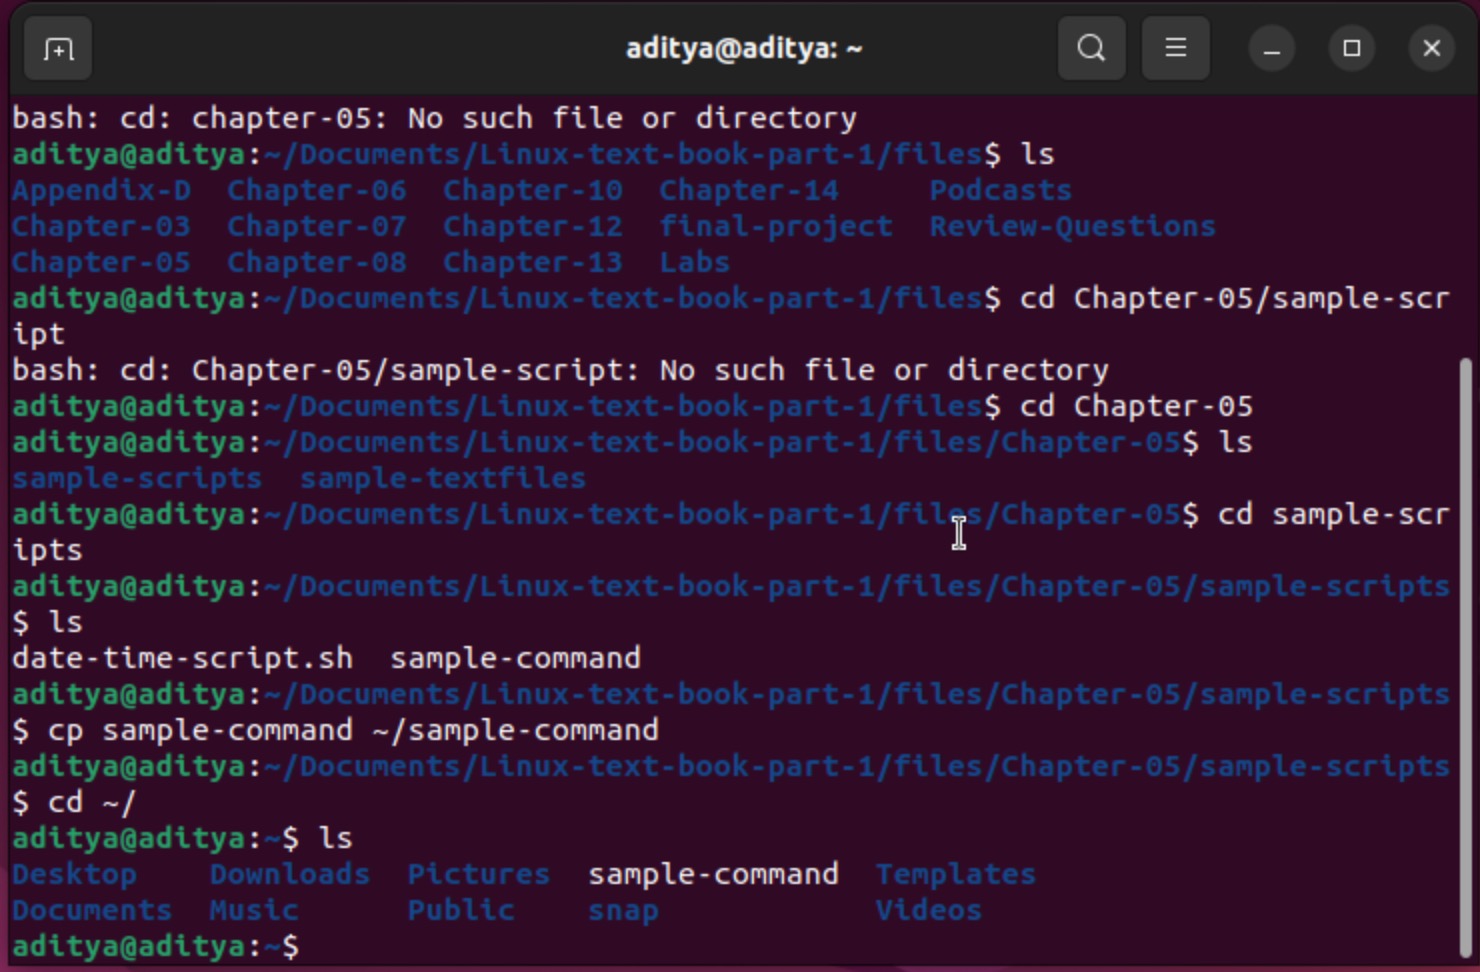 aditya@aditya: ~
bash: cd: chapter-05: No such file or directory
aditya@aditya:~/Documents/Linux-text-book-part-1/files$ ls
Appendix-D  Chapter-06  Chapter-10  Chapter-14     Podcasts
Chapter-03  Chapter-07  Chapter-12  final-project  Review-Questions
Chapter-05  Chapter-08  Chapter-13  Labs
aditya@aditya:~/Documents/Linux-text-book-part-1/files$ cd Chapter-05/sample-scr
ipt
bash: cd: Chapter-05/sample-script: No such file or directory
aditya@aditya:~/Documents/Linux-text-book-part-1/files$ cd Chapter-05
aditya@aditya:~/Documents/Linux-text-book-part-1/files/Chapter-05$ ls
sample-scripts  sample-textfiles
aditya@aditya:~/Documents/Linux-text-book-part-1/files/Chapter-05$ cd sample-scr
ipts
aditya@aditya:~/Documents/Linux-text-book-part-1/files/Chapter-05/sample-scripts
$ ls
date-time-script.sh  sample-command
aditya@aditya:~/Documents/Linux-text-book-part-1/files/Chapter-05/sample-scripts
$ cp sample-command ~/sample-command
aditya@aditya:~/Documents/Linux-text-book-part-1/files/Chapter-05/sample-scripts
$ cd ~/
aditya@aditya:~$ ls
Desktop    Downloads  Pictures  sample-command  Templates
Documents  Music      Public    snap            Videos
aditya@aditya:~$